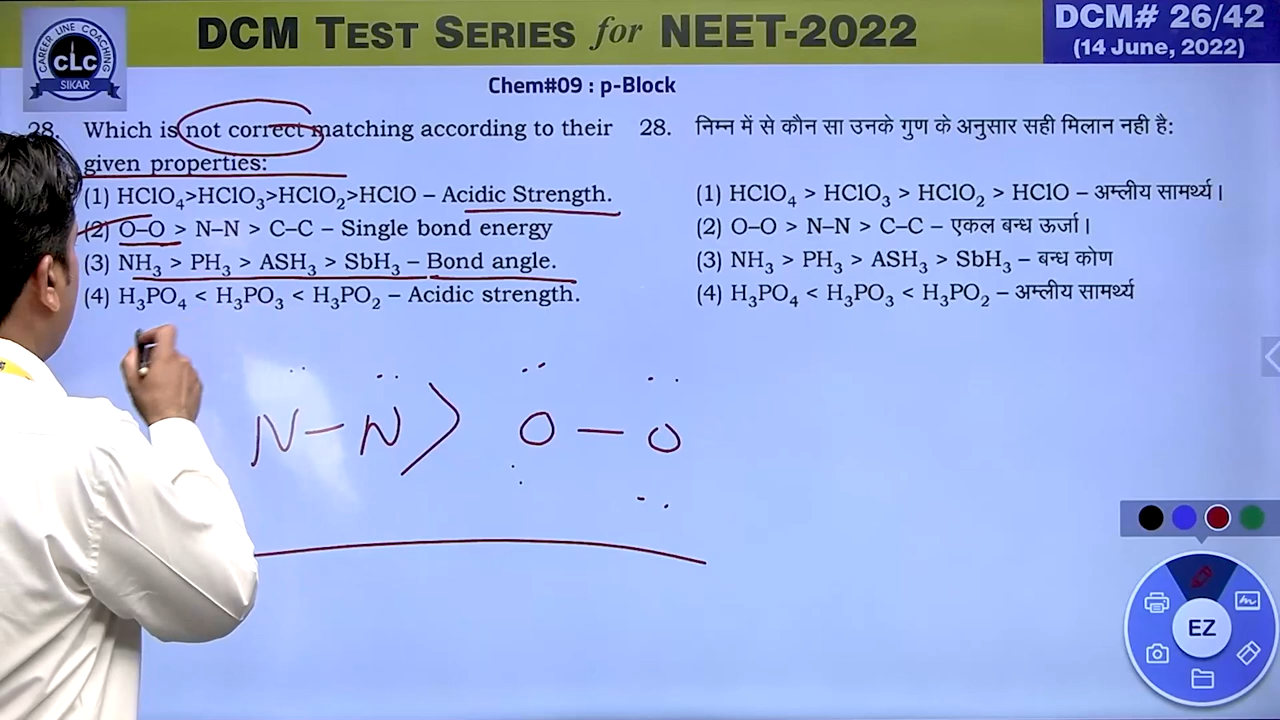 CAREER LINE COACHING
CLC
SIKAR
DCM TEST SERIES for NEET-2022
DCM# 26/42
(14 June, 2022)
Chem#09 : p-Block
28. Which is not correct matching according to their
given properties:
(1) HClO₄>HClO₃>HClO₂>HClO – Acidic Strength.
(2) O–O > N–N > C–C – Single bond energy
(3) NH₃ > PH₃ > ASH₃ > SbH₃ – Bond angle.
(4) H₃PO₄ < H₃PO₃ < H₃PO₂ – Acidic strength.
28. निम्न में से कौन सा उनके गुण के अनुसार सही मिलान नही है:
(1) HClO₄ > HClO₃ > HClO₂ > HClO – अम्लीय सामर्थ्य।
(2) O–O > N–N > C–C – एकल बन्ध ऊर्जा।
(3) NH₃ > PH₃ > ASH₃ > SbH₃ – बन्ध कोण
(4) H₃PO₄ < H₃PO₃ < H₃PO₂ – अम्लीय सामर्थ्य
N–N > O–O
EZ